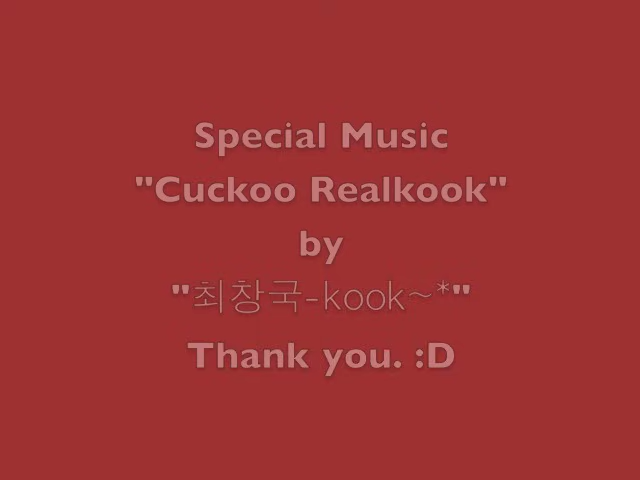 Special Music
"Cuckoo Realkook"
by
"최창국-kook~*"
Thank you. :D